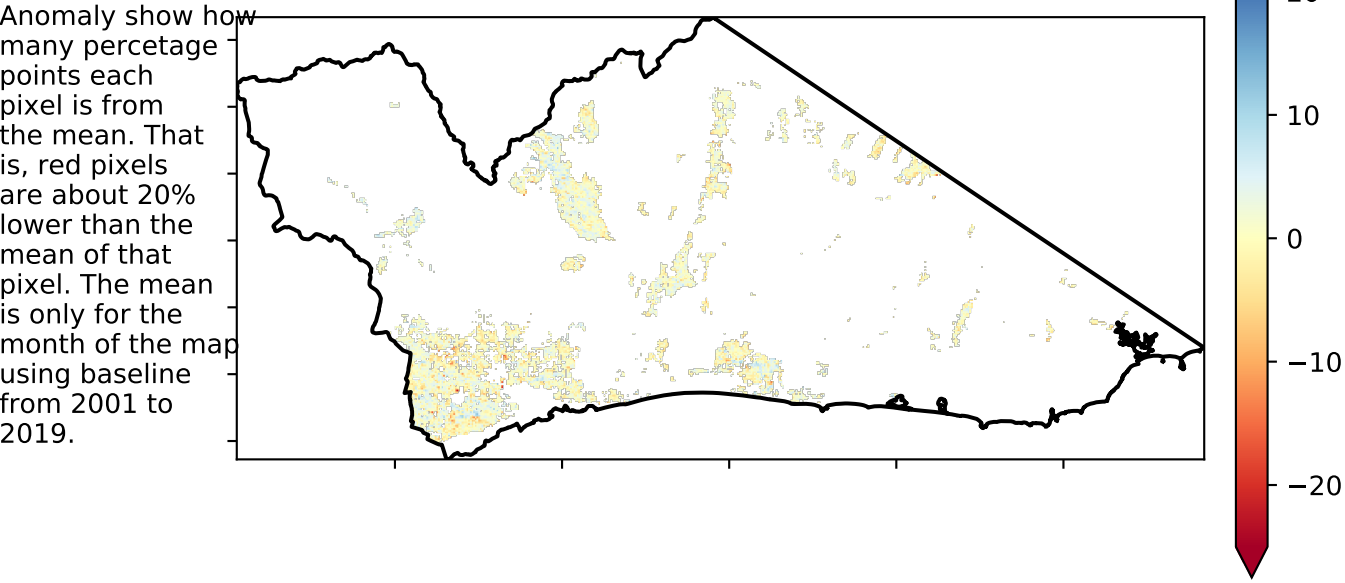 Anomaly show how
many percetage
points each
pixel is from
the mean. That
is, red pixels
are about 20%
lower than the
mean of that
pixel. The mean
is only for the
month of the map
using baseline
from 2001 to
2019.
10
0
−10
−20